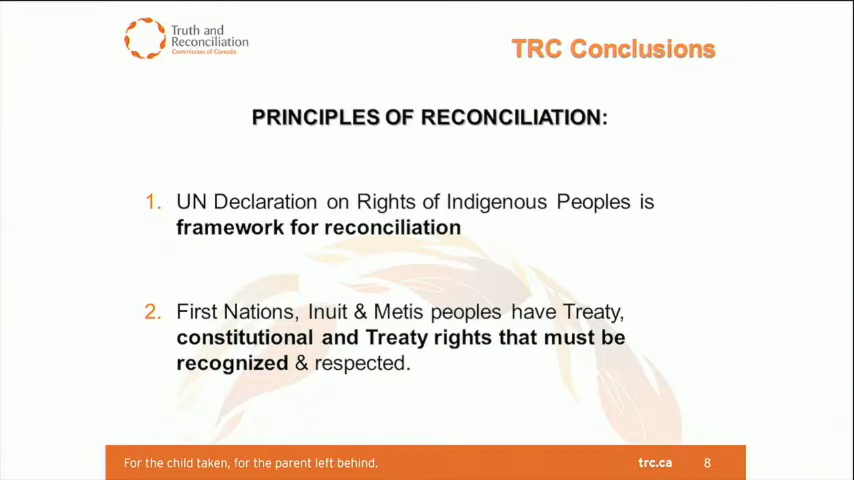 Truth and
Reconciliation
Commission of Canada
TRC Conclusions
PRINCIPLES OF RECONCILIATION:
1. UN Declaration on Rights of Indigenous Peoples is
framework for reconciliation
2. First Nations, Inuit & Metis peoples have Treaty,
constitutional and Treaty rights that must be
recognized & respected.
For the child taken, for the parent left behind.
trc.ca 8